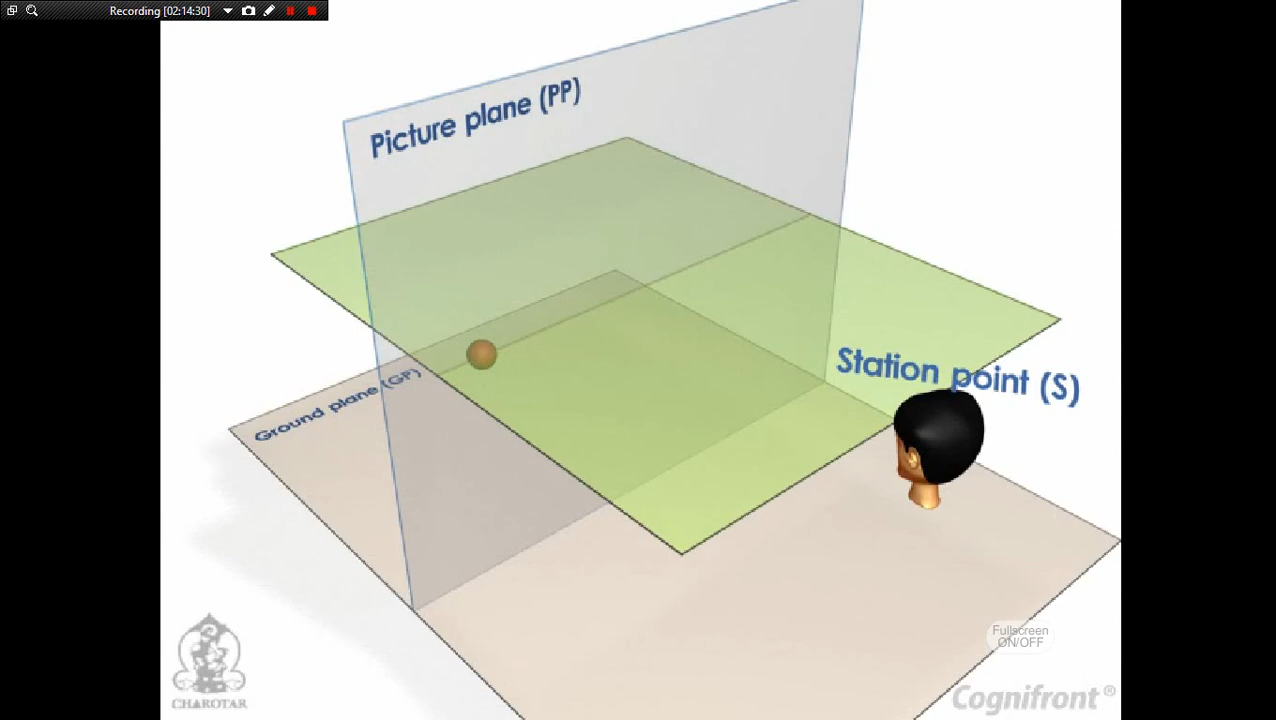 Recording [02:14:30]
Picture plane (PP)
Ground plane (GP)
Station point (S)
Fullscreen
ON/OFF
CHAROTAR
Cognifront®